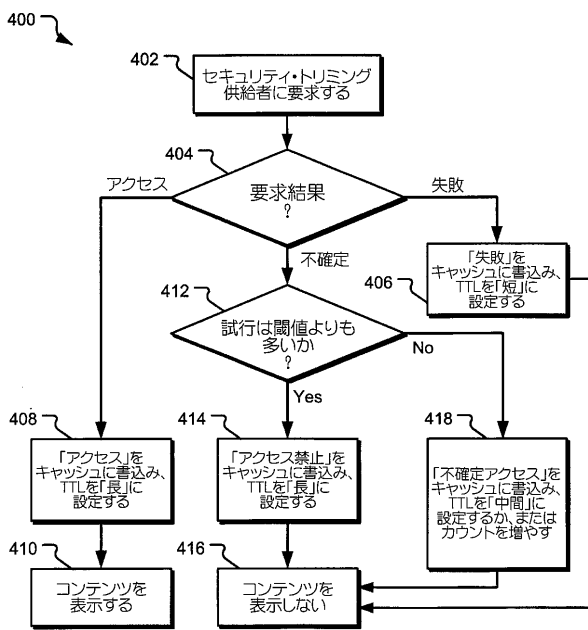 400
402
セキュリティ・トリミング
供給者に要求する
404
アクセス
要求結果
?
失敗
不確定
406
「失敗」を
キャッシュに書込み、
TTLを「短」に
設定する
412
試行は閾値よりも
多いか
?
No
Yes
408
「アクセス」を
キャッシュに書込み、
TTLを「長」に
設定する
414
「アクセス禁止」を
キャッシュに書込み、
TTLを「長」に
設定する
418
「不確定アクセス」を
キャッシュに書込み、
TTLを「中間」に
設定するか、または
カウントを増やす
410
コンテンツを
表示する
416
コンテンツを
表示しない